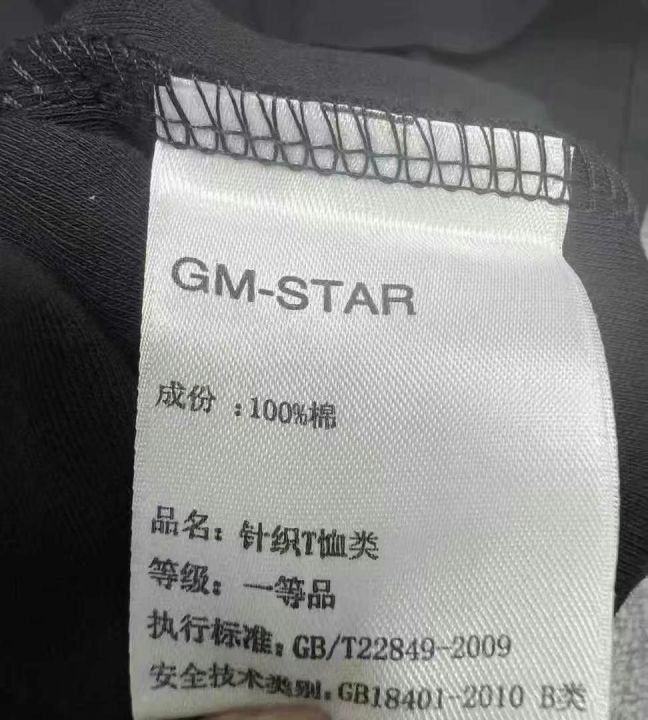 GM-STAR
成份 :100%棉
品名: 针织T恤类
等级: 一等品
执行标准: GB/T22849-2009
安全技术类别: GB18401-2010 B类